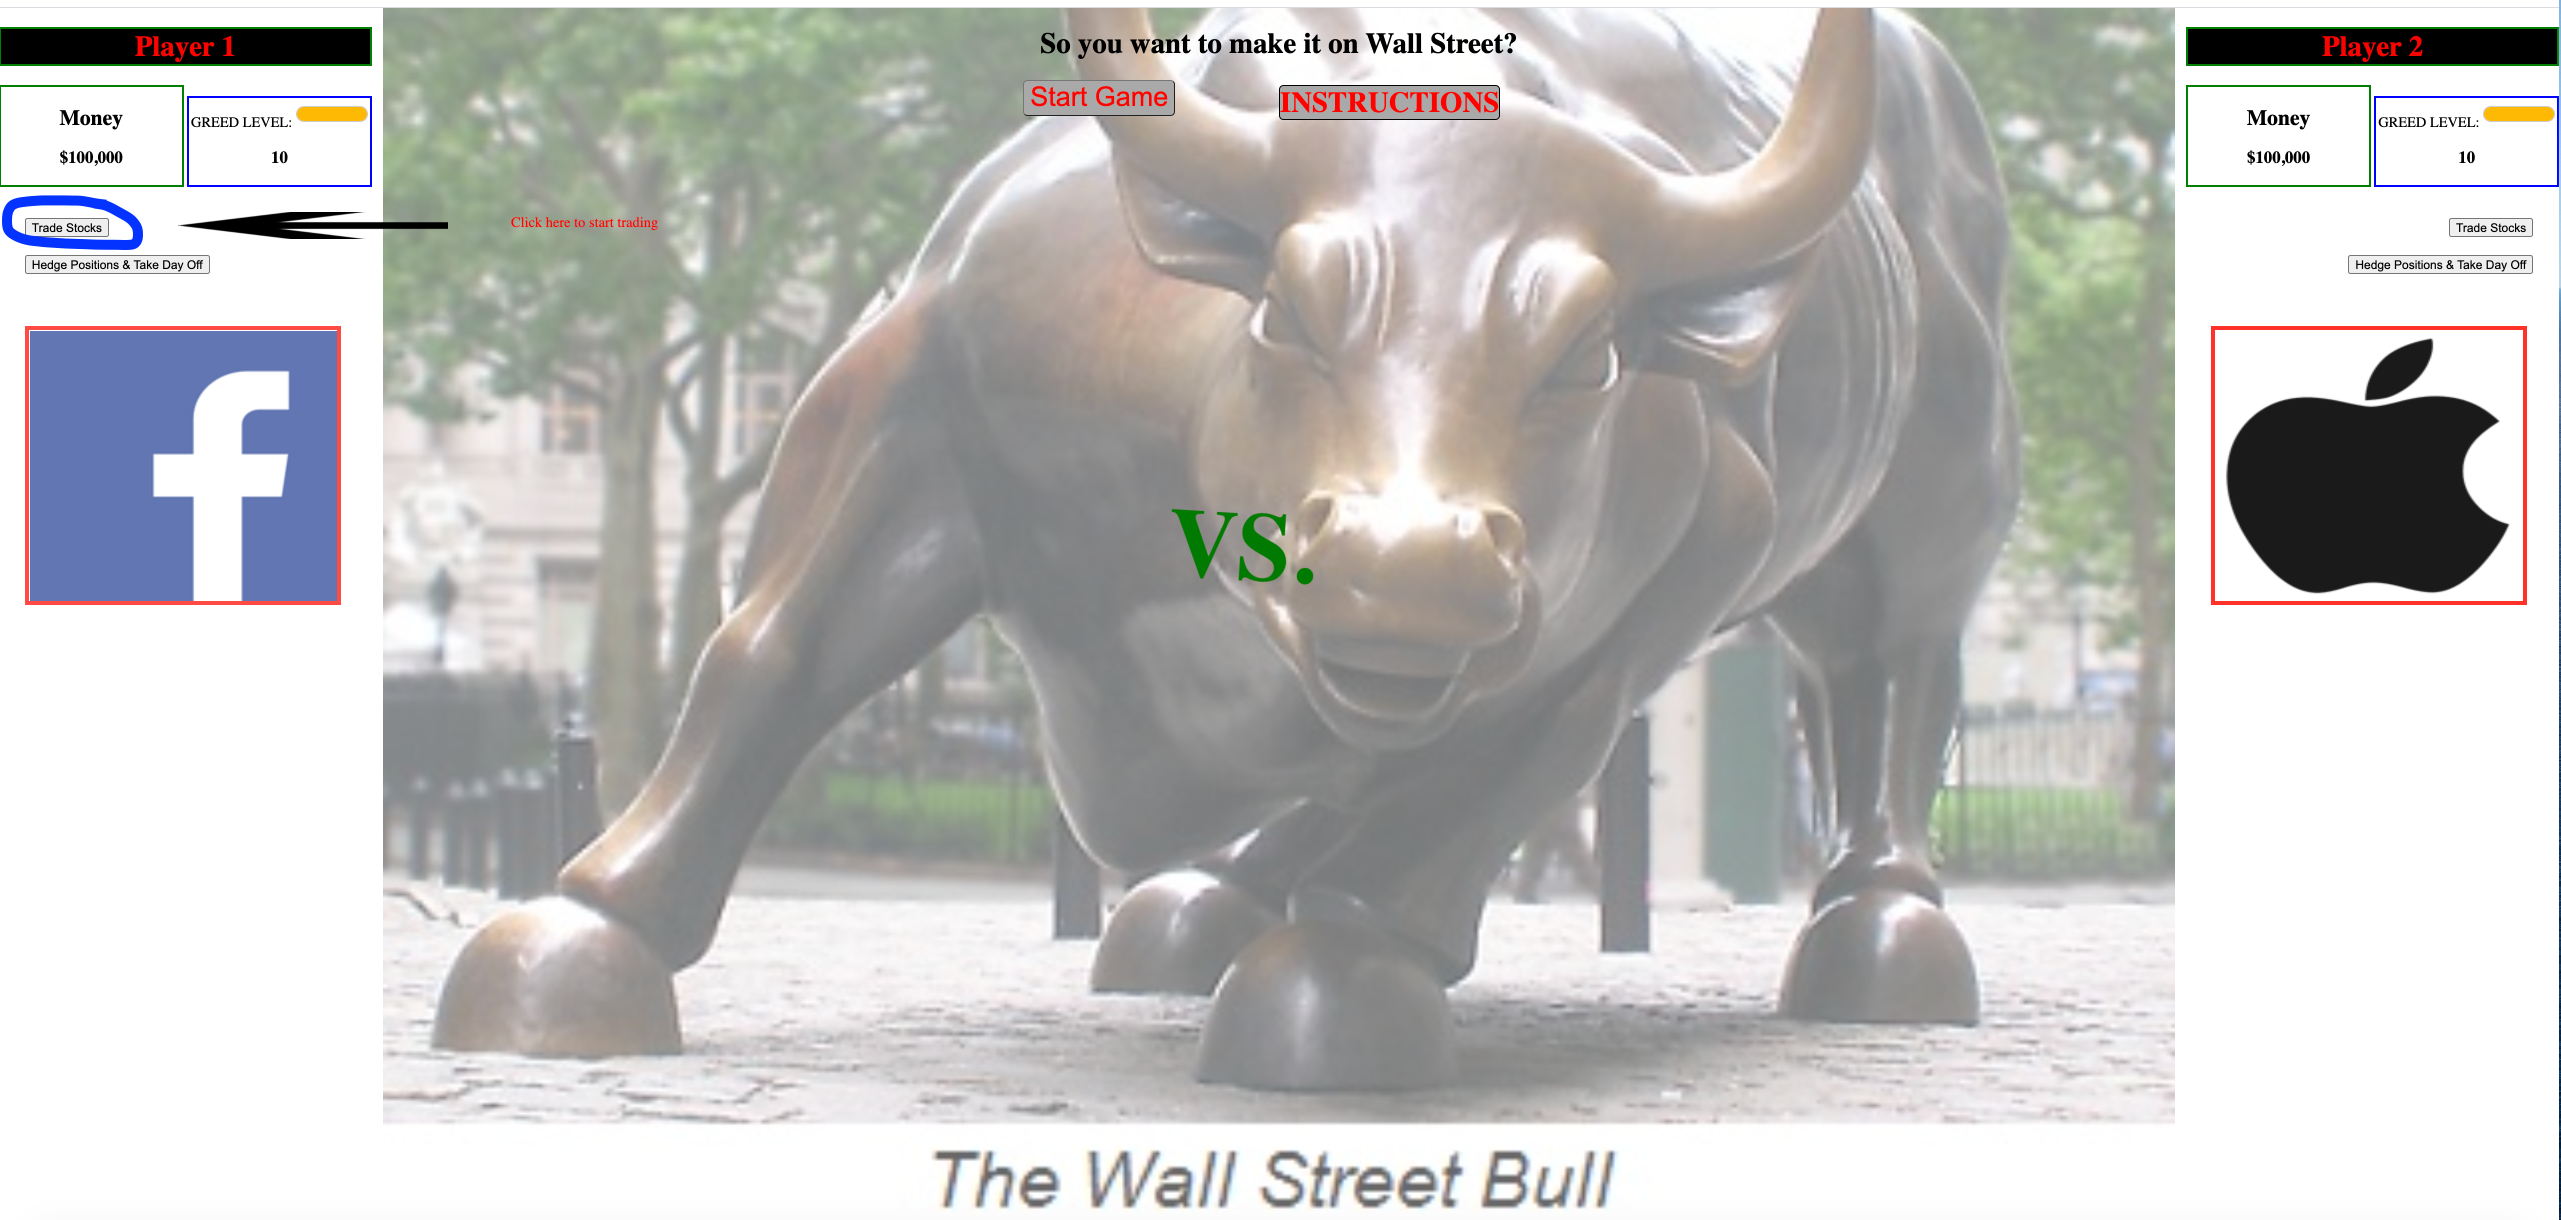 So you want to make it on Wall Street?
Start Game
INSTRUCTIONS
Player 1
Money
$100,000
GREED LEVEL:
10
Trade Stocks
Click here to start trading
Hedge Positions & Take Day Off
f
VS.
Player 2
Money
$100,000
GREED LEVEL:
10
Trade Stocks
Hedge Positions & Take Day Off
The Wall Street Bull